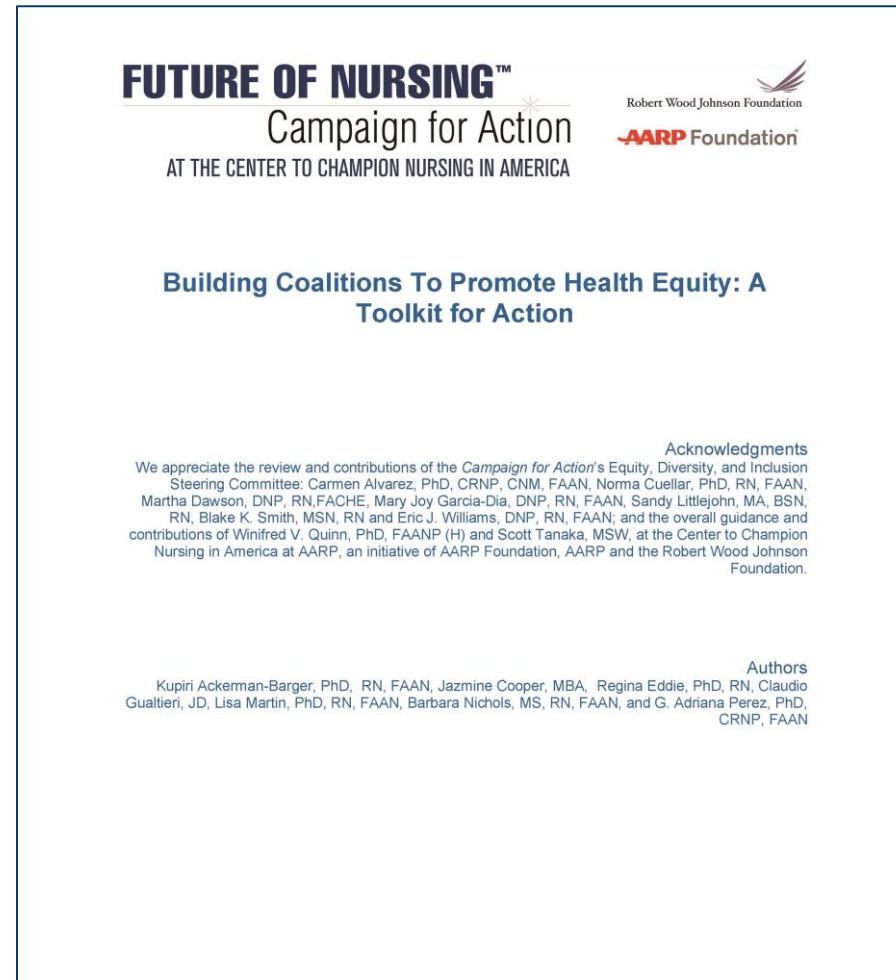 FUTURE OF NURSING™
Campaign for Action
AT THE CENTER TO CHAMPION NURSING IN AMERICA
Robert Wood Johnson Foundation
AARP Foundation
Building Coalitions To Promote Health Equity: A
Toolkit for Action
Acknowledgments
We appreciate the review and contributions of the Campaign for Action's Equity, Diversity, and Inclusion
Steering Committee: Carmen Alvarez, PhD, CRNP, CNM, FAAN, Norma Cuellar, PhD, RN, FAAN,
Martha Dawson, DNP, RN,FACHE, Mary Joy Garcia-Dia, DNP, RN, FAAN, Sandy Littlejohn, MA, BSN,
RN, Blake K. Smith, MSN, RN and Eric J. Williams, DNP, RN, FAAN; and the overall guidance and
contributions of Winifred V. Quinn, PhD, FAANP (H) and Scott Tanaka, MSW, at the Center to Champion
Nursing in America at AARP, an initiative of AARP Foundation, AARP and the Robert Wood Johnson
Foundation.
Authors
Kupiri Ackerman-Barger, PhD, RN, FAAN, Jazmine Cooper, MBA, Regina Eddie, PhD, RN, Claudio
Gualtieri, JD, Lisa Martin, PhD, RN, FAAN, Barbara Nichols, MS, RN, FAAN, and G. Adriana Perez, PhD,
CRNP, FAAN